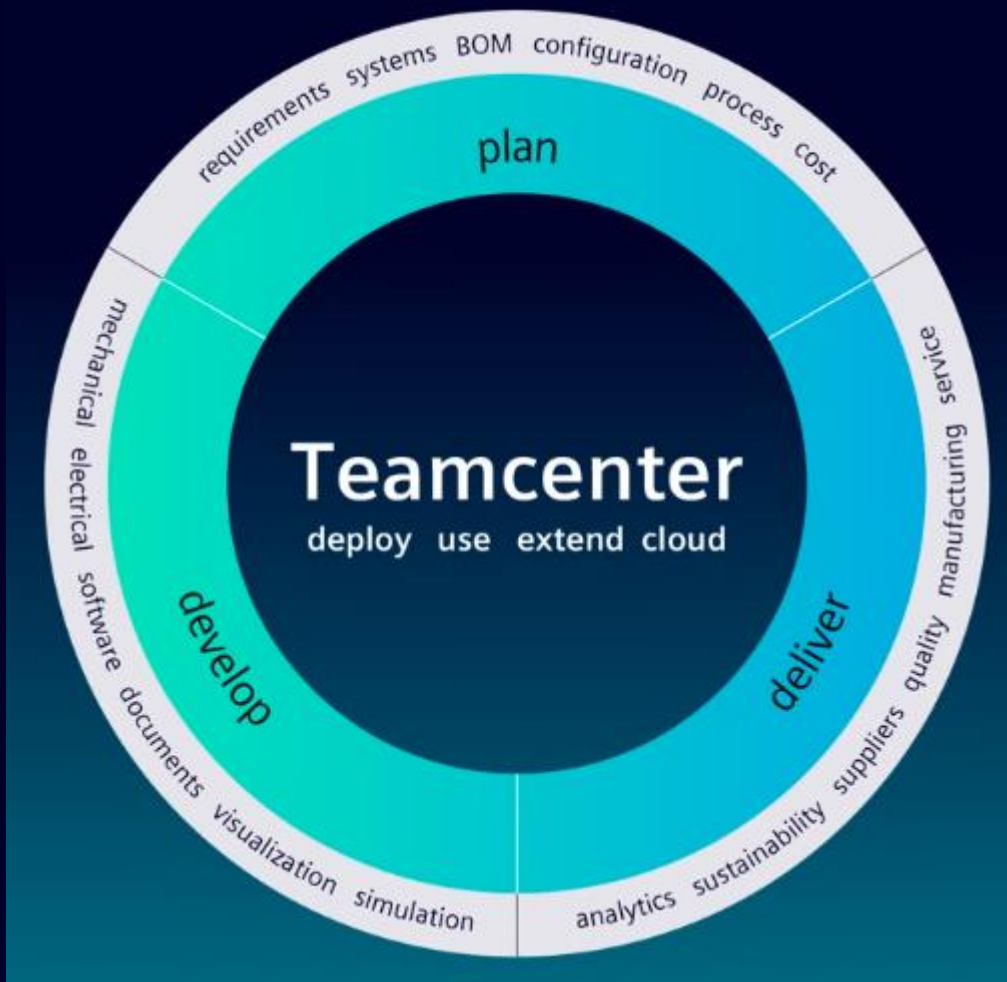 requirements systems BOM configuration process cost
plan
mechanical electrical software documents visualization simulation
develop
Teamcenter
deploy use extend cloud
deliver
analytics sustainability suppliers quality manufacturing service